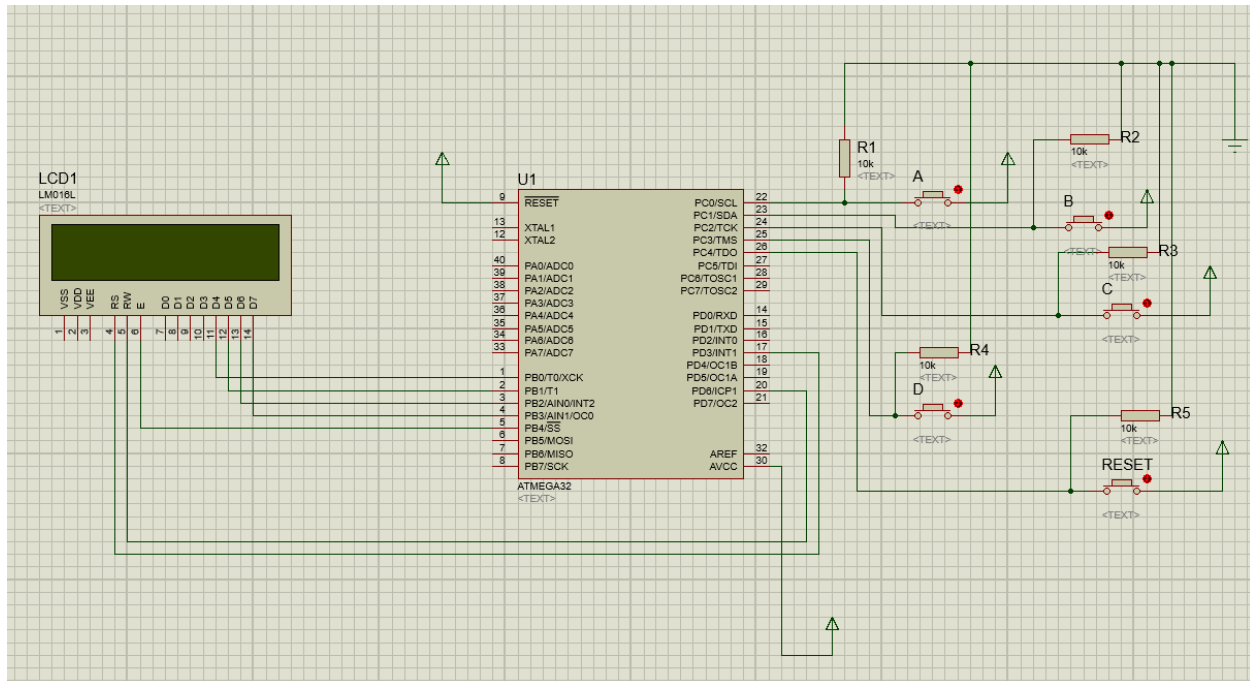 LCD1
LM016L
<TEXT>
VSS
VDD
VEE
RS
RW
E
D0
D1
D2
D3
D4
D5
D6
D7
1
2
3
4
5
6
7
8
9
10
11
12
13
14
U1
9 RESET
13 XTAL1
12 XTAL2
40 PA0/ADC0
39 PA1/ADC1
38 PA2/ADC2
37 PA3/ADC3
36 PA4/ADC4
35 PA5/ADC5
34 PA6/ADC6
33 PA7/ADC7
1 PB0/T0/XCK
2 PB1/T1
3 PB2/AIN0/INT2
4 PB3/AIN1/OC0
5 PB4/SS
6 PB5/MOSI
7 PB6/MISO
8 PB7/SCK
PC0/SCL 22
PC1/SDA 23
PC2/TCK 24
PC3/TMS 25
PC4/TDO 26
PC5/TDI 27
PC6/TOSC1 28
PC7/TOSC2 29
PD0/RXD 14
PD1/TXD 15
PD2/INT0 16
PD3/INT1 17
PD4/OC1B 18
PD5/OC1A 19
PD6/ICP1 20
PD7/OC2 21
AREF 32
AVCC 30
ATMEGA32
<TEXT>
R1
10k
<TEXT>
A
<TEXT>
R2
10k
<TEXT>
B
<TEXT>
R3
10k
C
<TEXT>
R4
10k
<TEXT>
D
<TEXT>
R5
10k
<TEXT>
RESET
<TEXT>